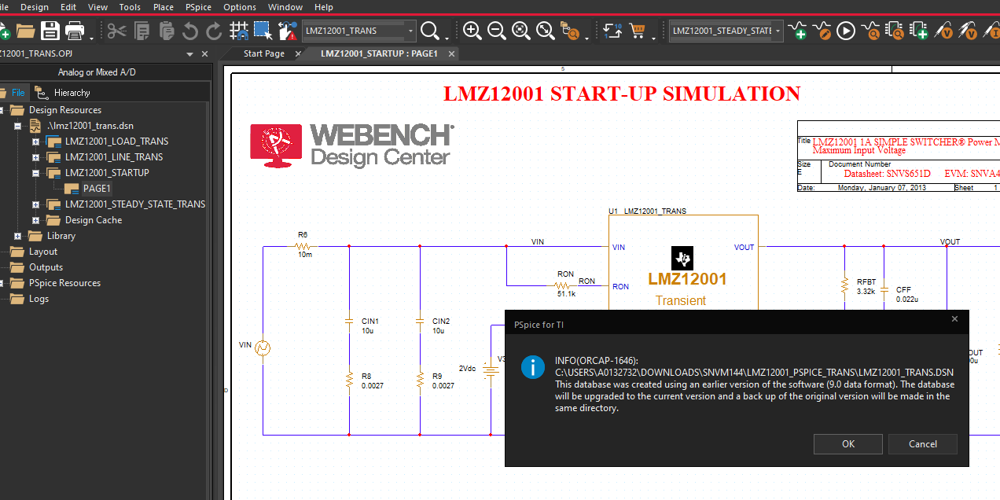 ile Design Edit View Tools Place PSpice Options Window Help
LMZ12001_TRANS
LMZ12001_STEADY_STATE
12001_TRANS.OPJ
Start Page
LMZ12001_STARTUP : PAGE1
Analog or Mixed A/D
File
Hierarchy
Design Resources
.\lmz12001_trans.dsn
LMZ12001_LOAD_TRANS
LMZ12001_LINE_TRANS
LMZ12001_STARTUP
PAGE1
LMZ12001_STEADY_STATE_TRANS
Design Cache
Library
Layout
Outputs
PSpice Resources
Logs
5
LMZ12001 START-UP SIMULATION
WEBENCH®
Design Center
Title
LMZ12001 1A SIMPLE SWITCHER® Power M
Maximum Input Voltage
Size
E
Document Number
Datasheet: SNVS651D EVM: SNVA4
Date:
Monday, January 07, 2013
Sheet 1
U1 LMZ12001_TRANS
R6
10m
VIN
VIN
VOUT
VOUT
RON
51.1k
RON
RON
LMZ12001
Transient
RFBT
3.32k
CFF
0.022u
CIN1
10u
CIN2
10u
VIN
R8
0.0027
R9
0.0027
2Vdc
V3
OUT
00u
D
PSpice for TI
INFO(ORCAP-1646):
C:\USERS\A0132732\DOWNLOADS\SNVM144\LMZ12001_PSPICE_TRANS\LMZ12001_TRANS.DSN
This database was created using an earlier version of the software (9.0 data format). The database
will be upgraded to the current version and a back up of the original version will be made in the
same directory.
OK
Cancel